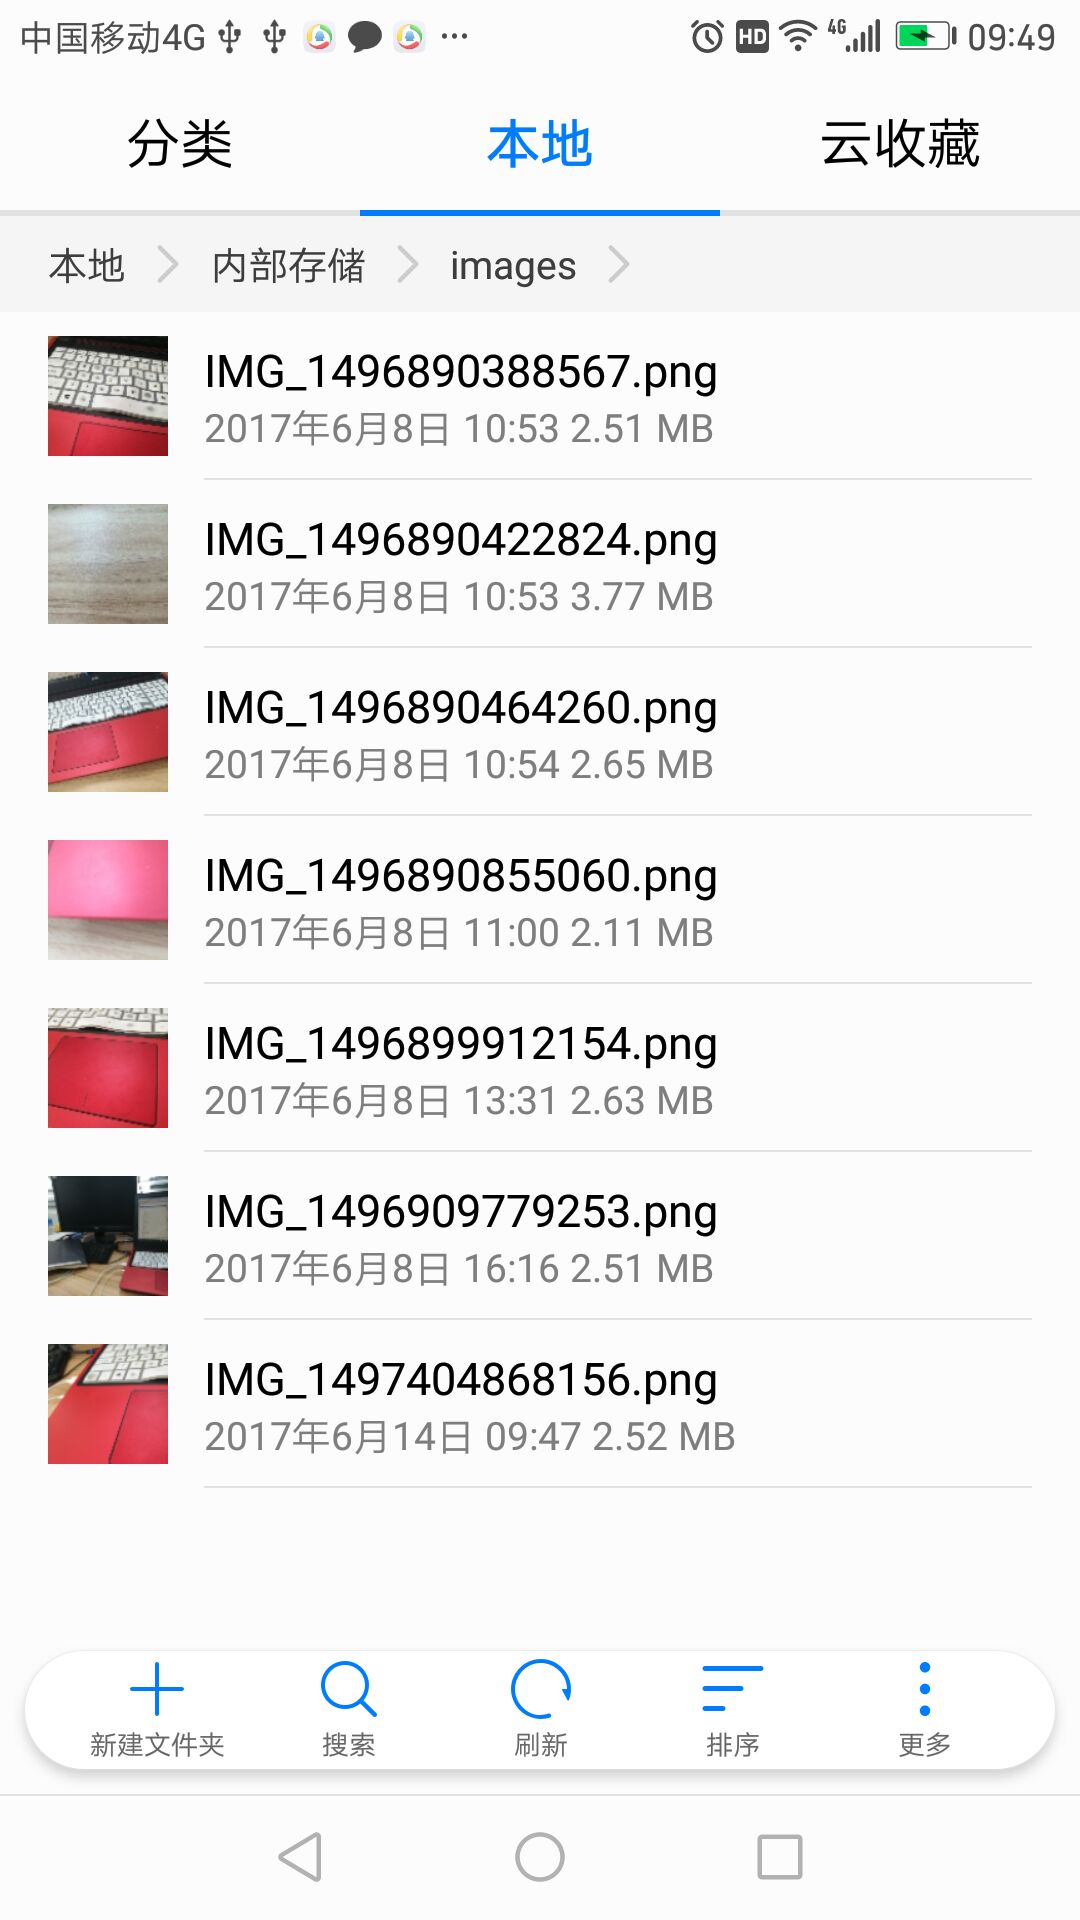 中国移动4G HD 4G 09:49
分类 本地 云收藏
本地 内部存储 images
IMG_1496890388567.png
2017年6月8日 10:53 2.51 MB
IMG_1496890422824.png
2017年6月8日 10:53 3.77 MB
IMG_1496890464260.png
2017年6月8日 10:54 2.65 MB
IMG_1496890855060.png
2017年6月8日 11:00 2.11 MB
IMG_1496899912154.png
2017年6月8日 13:31 2.63 MB
IMG_1496909779253.png
2017年6月8日 16:16 2.51 MB
IMG_1497404868156.png
2017年6月14日 09:47 2.52 MB
新建文件夹 搜索 刷新 排序 更多